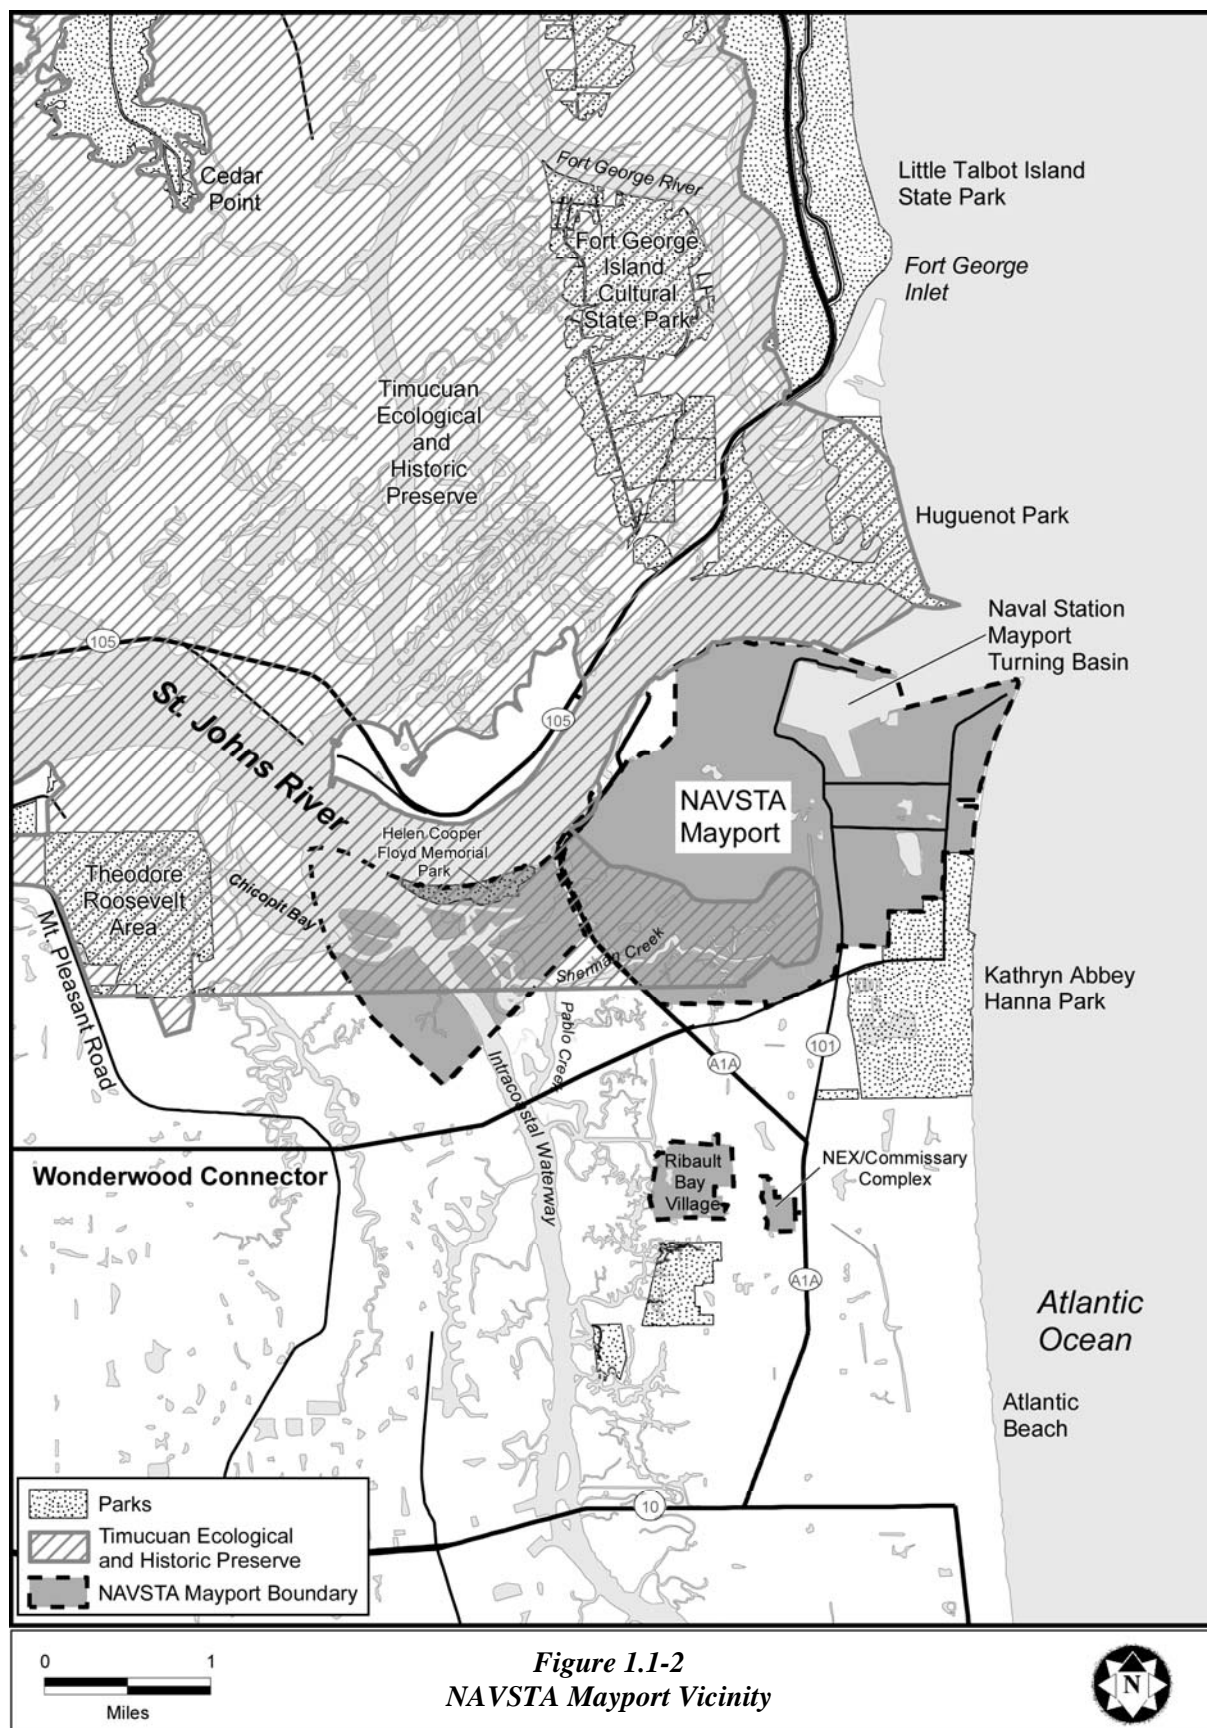 Cedar
Point
Fort George River
Little Talbot Island
State Park
Fort George
Island
Cultural
State Park
Fort George
Inlet
Timucuan
Ecological
and
Historic
Preserve
Huguenot Park
Naval Station
Mayport
Turning Basin
105
105
St. Johns River
NAVSTA
Mayport
Helen Cooper
Floyd Memorial
Park
Theodore
Roosevelt
Area
Chicopit Bay
Mt. Pleasant Road
Sherman Creek
Kathryn Abbey
Hanna Park
Pablo Creek
Intracoastal Waterway
101
A1A
Wonderwood Connector
Ribault
Bay
Village
NEX/Commissary
Complex
A1A
Atlantic
Ocean
Atlantic
Beach
10
Parks
Timucuan Ecological
and Historic Preserve
NAVSTA Mayport Boundary
0 1
Miles
Figure 1.1-2
NAVSTA Mayport Vicinity
N